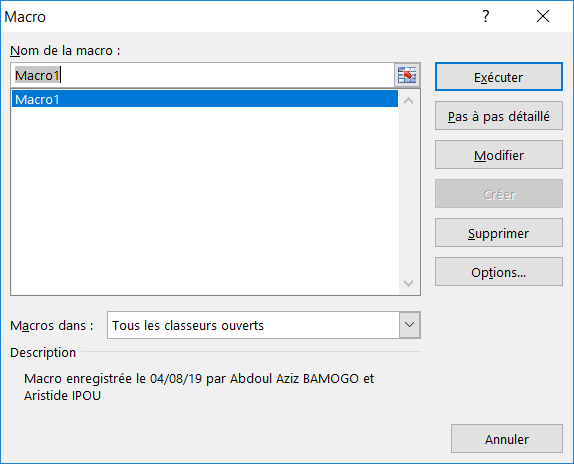 Macro
Nom de la macro :
Macro1
Macro1
Exécuter
Pas à pas détaillé
Modifier
Créer
Supprimer
Options...
Macros dans :
Tous les classeurs ouverts
Description
Macro enregistrée le 04/08/19 par Abdoul Aziz BAMOGO et
Aristide IPOU
Annuler